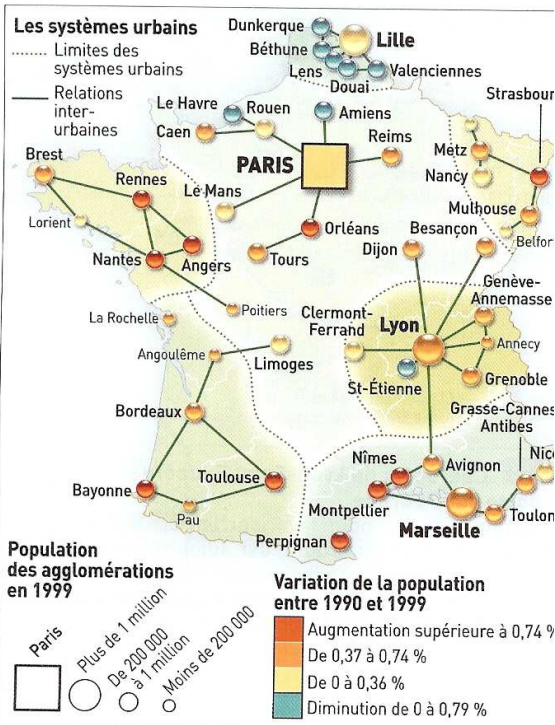 Les systèmes urbains
Limites des
systèmes urbains
Relations
inter-
urbaines
Dunkerque
Béthune
Lens
Douai
Lille
Valenciennes
Strasbourg
Le Havre
Rouen
Amiens
Caen
Reims
Metz
Nancy
PARIS
Brest
Rennes
Le Mans
Mulhouse
Lorient
Orléans
Besançon
Belfort
Nantes
Angers
Tours
Dijon
Genève-
Annemasse
La Rochelle
Poitiers
Clermont-
Ferrand
Lyon
Annecy
Angoulême
Limoges
St-Étienne
Grenoble
Bordeaux
Grasse-Cannes
Antibes
Nîmes
Avignon
Nice
Bayonne
Toulouse
Pau
Montpellier
Marseille
Toulon
Perpignan
Population
des agglomérations
en 1999
Paris
Plus de 1 million
De 200 000
à 1 million
Moins de 200 000
Variation de la population
entre 1990 et 1999
Augmentation supérieure à 0,74 %
De 0,37 à 0,74 %
De 0 à 0,36 %
Diminution de 0 à 0,79 %